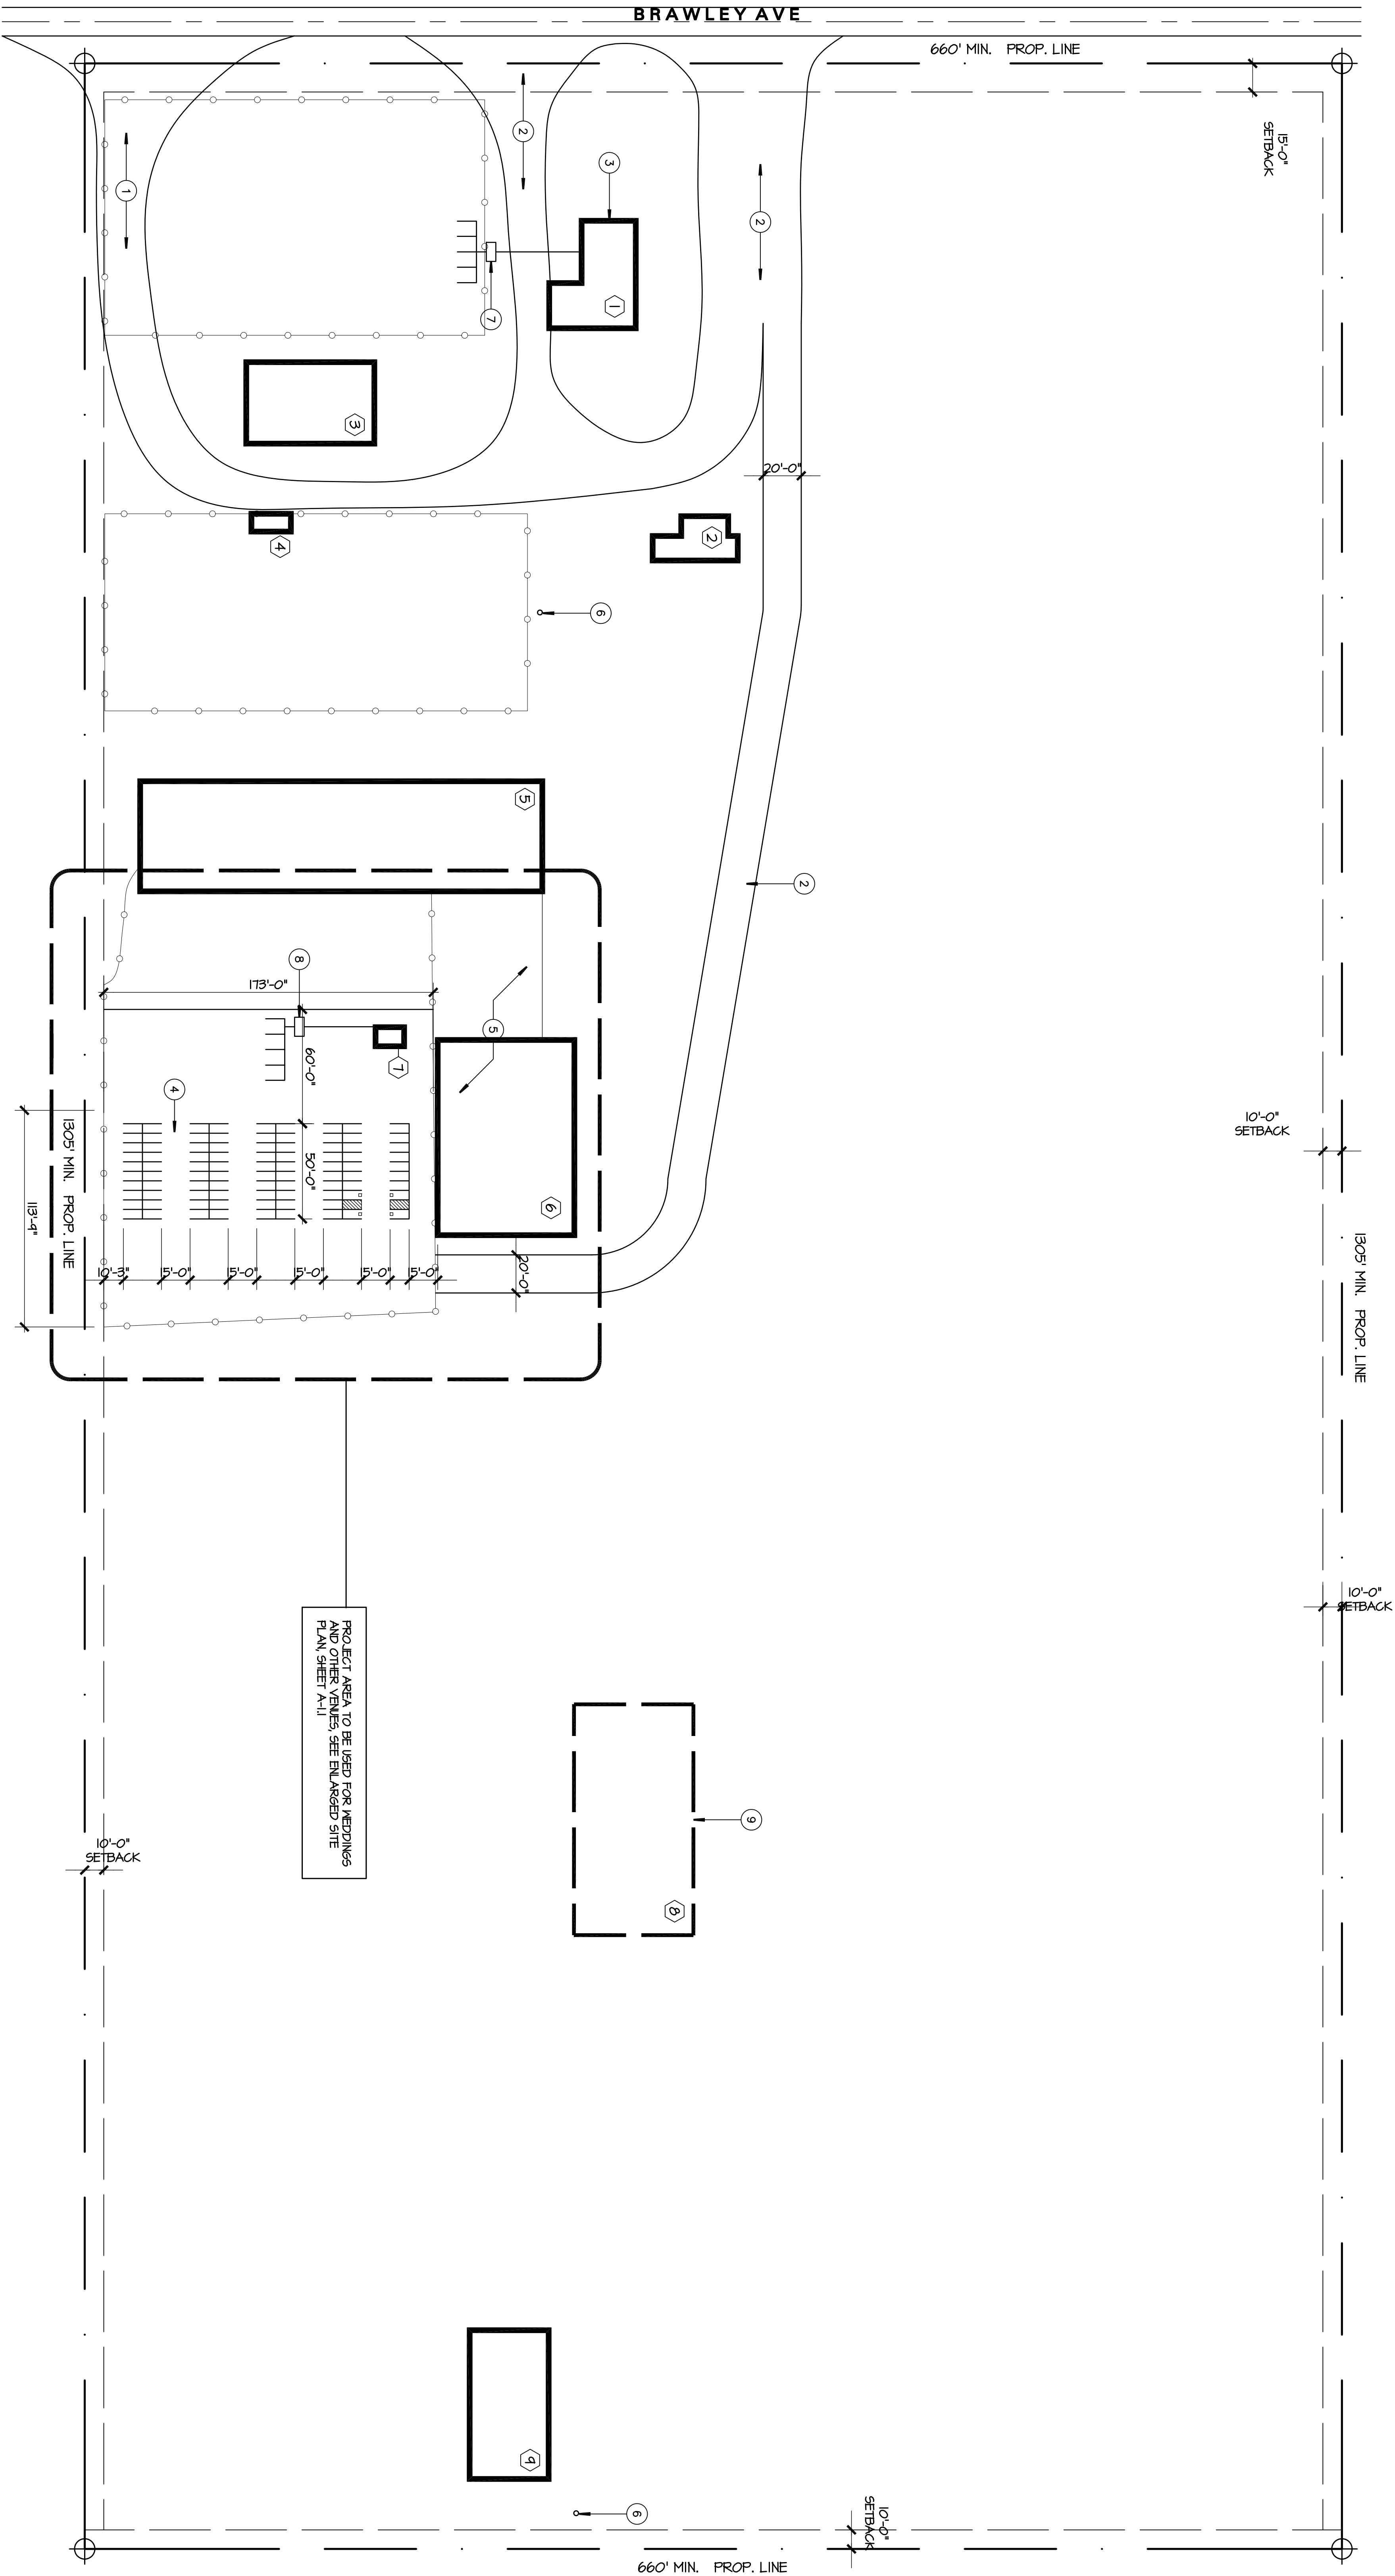 BRAWLEY AVE
660' MIN. PROP. LINE
15'-0"
SETBACK
2
1
3
2
1
7
3
20'-0"
2
4
6
5
2
8
173'-0"
5
60'-0"
7
4
10'-0"
SETBACK
1305' MIN. PROP. LINE
50'-0"
6
113'-9"
1305' MIN. PROP. LINE
10'-3"
15'-0"
15'-0"
15'-0"
15'-0"
15'-0"
20'-0"
10'-0"
SETBACK
PROJECT AREA TO BE USED FOR WEDDINGS
AND OTHER VENUES, SEE ENLARGED SITE
PLAN, SHEET A-1.1
9
10'-0"
SETBACK
8
9
6
10'-0"
SETBACK
660' MIN. PROP. LINE